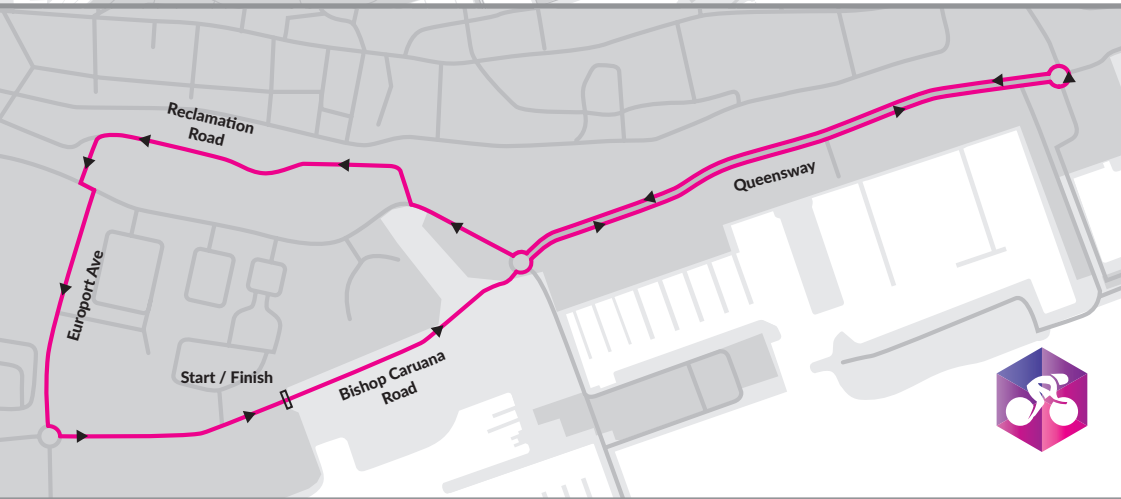 Reclamation
Road
Queensway
Europort Ave
Start / Finish
Bishop Caruana
Road